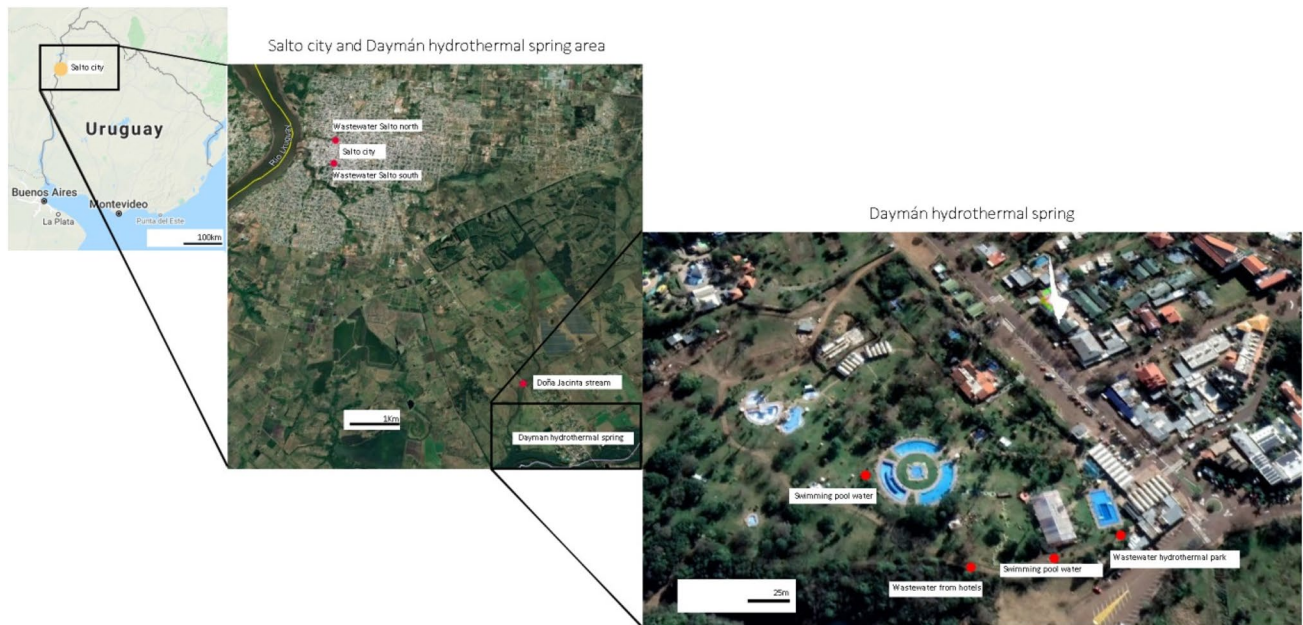 Salto city and Daymán hydrothermal spring area
Salto city
Uruguay
Buenos Aires
La Plata
Montevideo
Punta del Este
100km
Wastewater Salto north
Salto city
Wastewater Salto south
Río Uruguay
Doña Jacinta stream
1Km
Dayman hydrothermal spring
Daymán hydrothermal spring
Swimming pool water
Wastewater hydrothermal park
Swimming pool water
Wastewater from hotels
25m